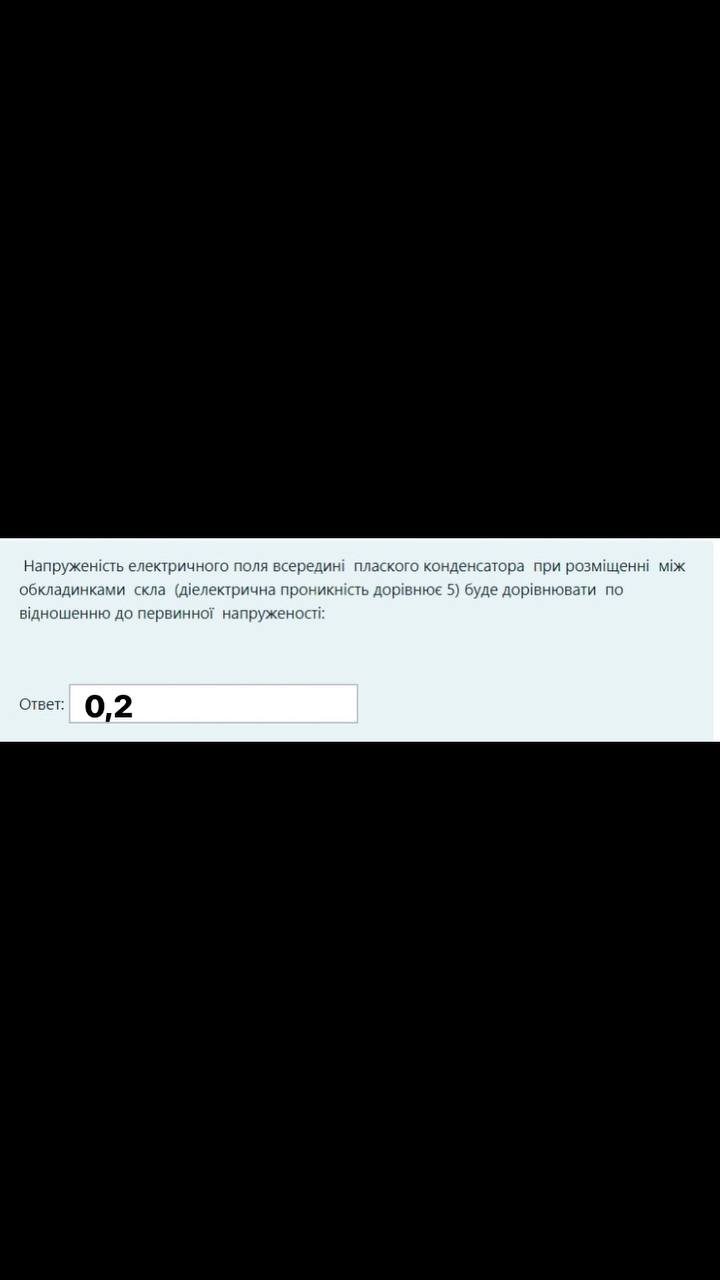 Напруженість електричного поля всередині плаского конденсатора при розміщенні між
обкладинками скла (діелектрична проникність дорівнює 5) буде дорівнювати по
відношенню до первинної напруженості:
Ответ: 0,2